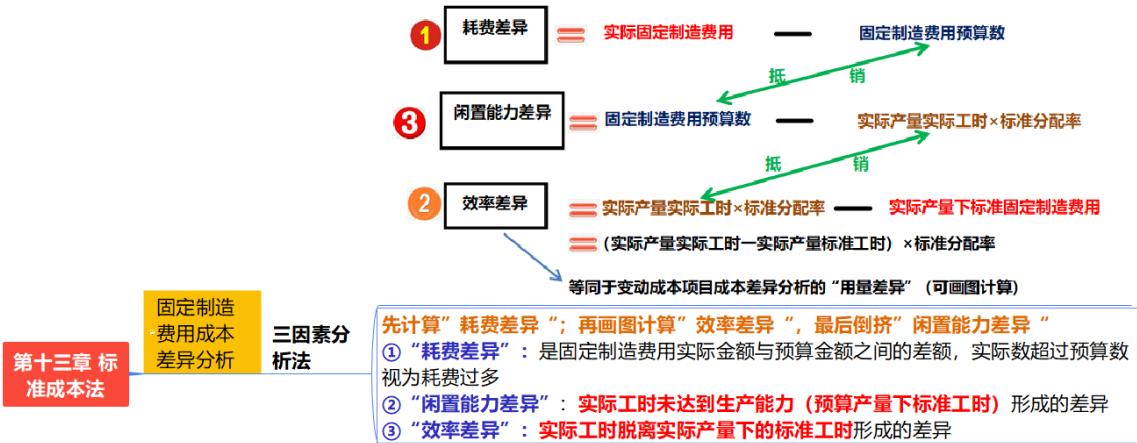 ① 耗费差异 = 实际固定制造费用 — 固定制造费用预算数
抵 销
③ 闲置能力差异 = 固定制造费用预算数 — 实际产量实际工时×标准分配率
抵 销
② 效率差异 = 实际产量实际工时×标准分配率 — 实际产量下标准固定制造费用
=（实际产量实际工时一实际产量标准工时）×标准分配率
等同于变动成本项目成本差异分析的“用量差异”（可画图计算）
第十三章 标
准成本法
固定制造
费用成本
差异分析
三因素分
析法
先计算”耗费差异“；再画图计算”效率差异“，最后倒挤”闲置能力差异“
①“耗费差异”：是固定制造费用实际金额与预算金额之间的差额，实际数超过预算数
视为耗费过多
②“闲置能力差异”：实际工时未达到生产能力（预算产量下标准工时）形成的差异
③“效率差异”：实际工时脱离实际产量下的标准工时形成的差异